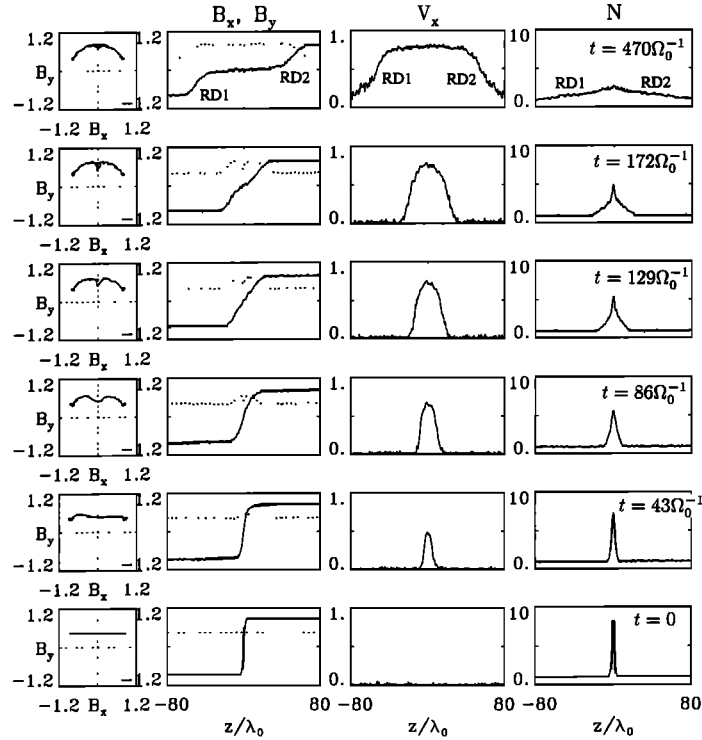 B_x, B_y V_x N
1.2 1.2 1. 10
B_y RD1 RD2 RD1 RD2 RD1 RD2 t = 470Ω_0^{-1}
-1.2 1.2 0. 0
-1.2 B_x 1.2
1.2 1.2 1. 10
B_y t = 172Ω_0^{-1}
-1.2 1.2 0. 0
-1.2 B_x 1.2
1.2 1.2 1. 10
B_y t = 129Ω_0^{-1}
-1.2 1.2 0. 0
-1.2 B_x 1.2
1.2 1.2 1. 10
B_y t = 86Ω_0^{-1}
-1.2 1.2 0. 0
-1.2 B_x 1.2
1.2 1.2 1. 10
B_y t = 43Ω_0^{-1}
-1.2 1.2 0. 0
-1.2 B_x 1.2
1.2 1.2 1. 10
B_y t = 0
-1.2 1.2 0. 0
-1.2 B_x 1.2 -80 80 -80 80 -80 80
z/λ_0 z/λ_0 z/λ_0